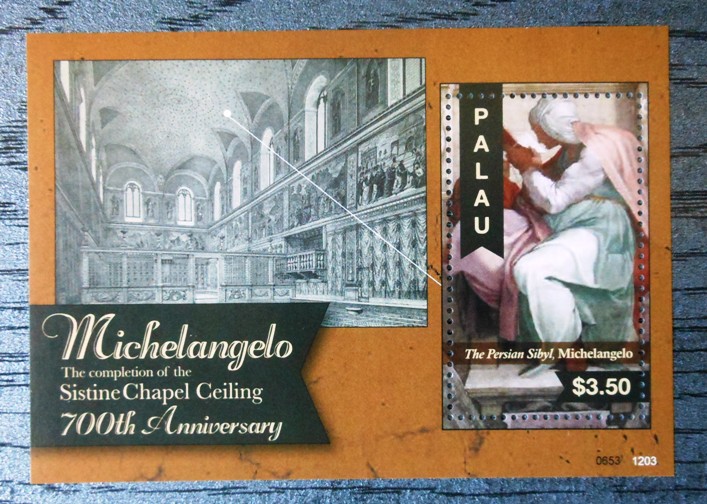 PALAU
Michelangelo
The completion of the
Sistine Chapel Ceiling
700th Anniversary
The Persian Sibyl, Michelangelo
$3.50
0653 1203